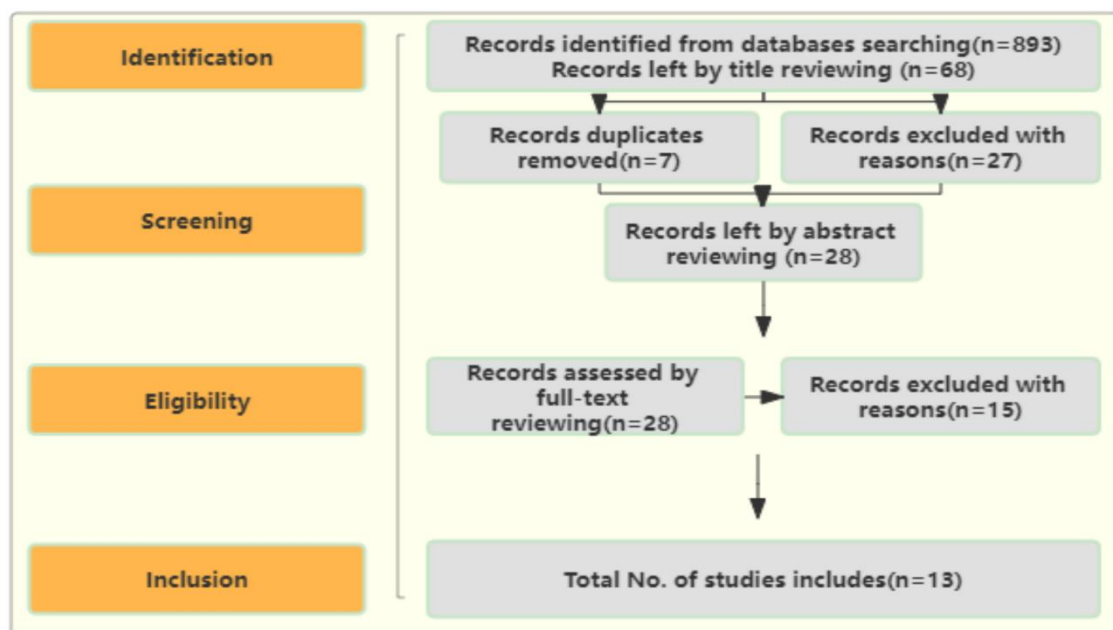 Identification
Records identified from databases searching(n=893)
Records left by title reviewing (n=68)
Records duplicates
removed(n=7)
Records excluded with
reasons(n=27)
Screening
Records left by abstract
reviewing (n=28)
Eligibility
Records assessed by
full-text
reviewing(n=28)
Records excluded with
reasons(n=15)
Inclusion
Total No. of studies includes(n=13)